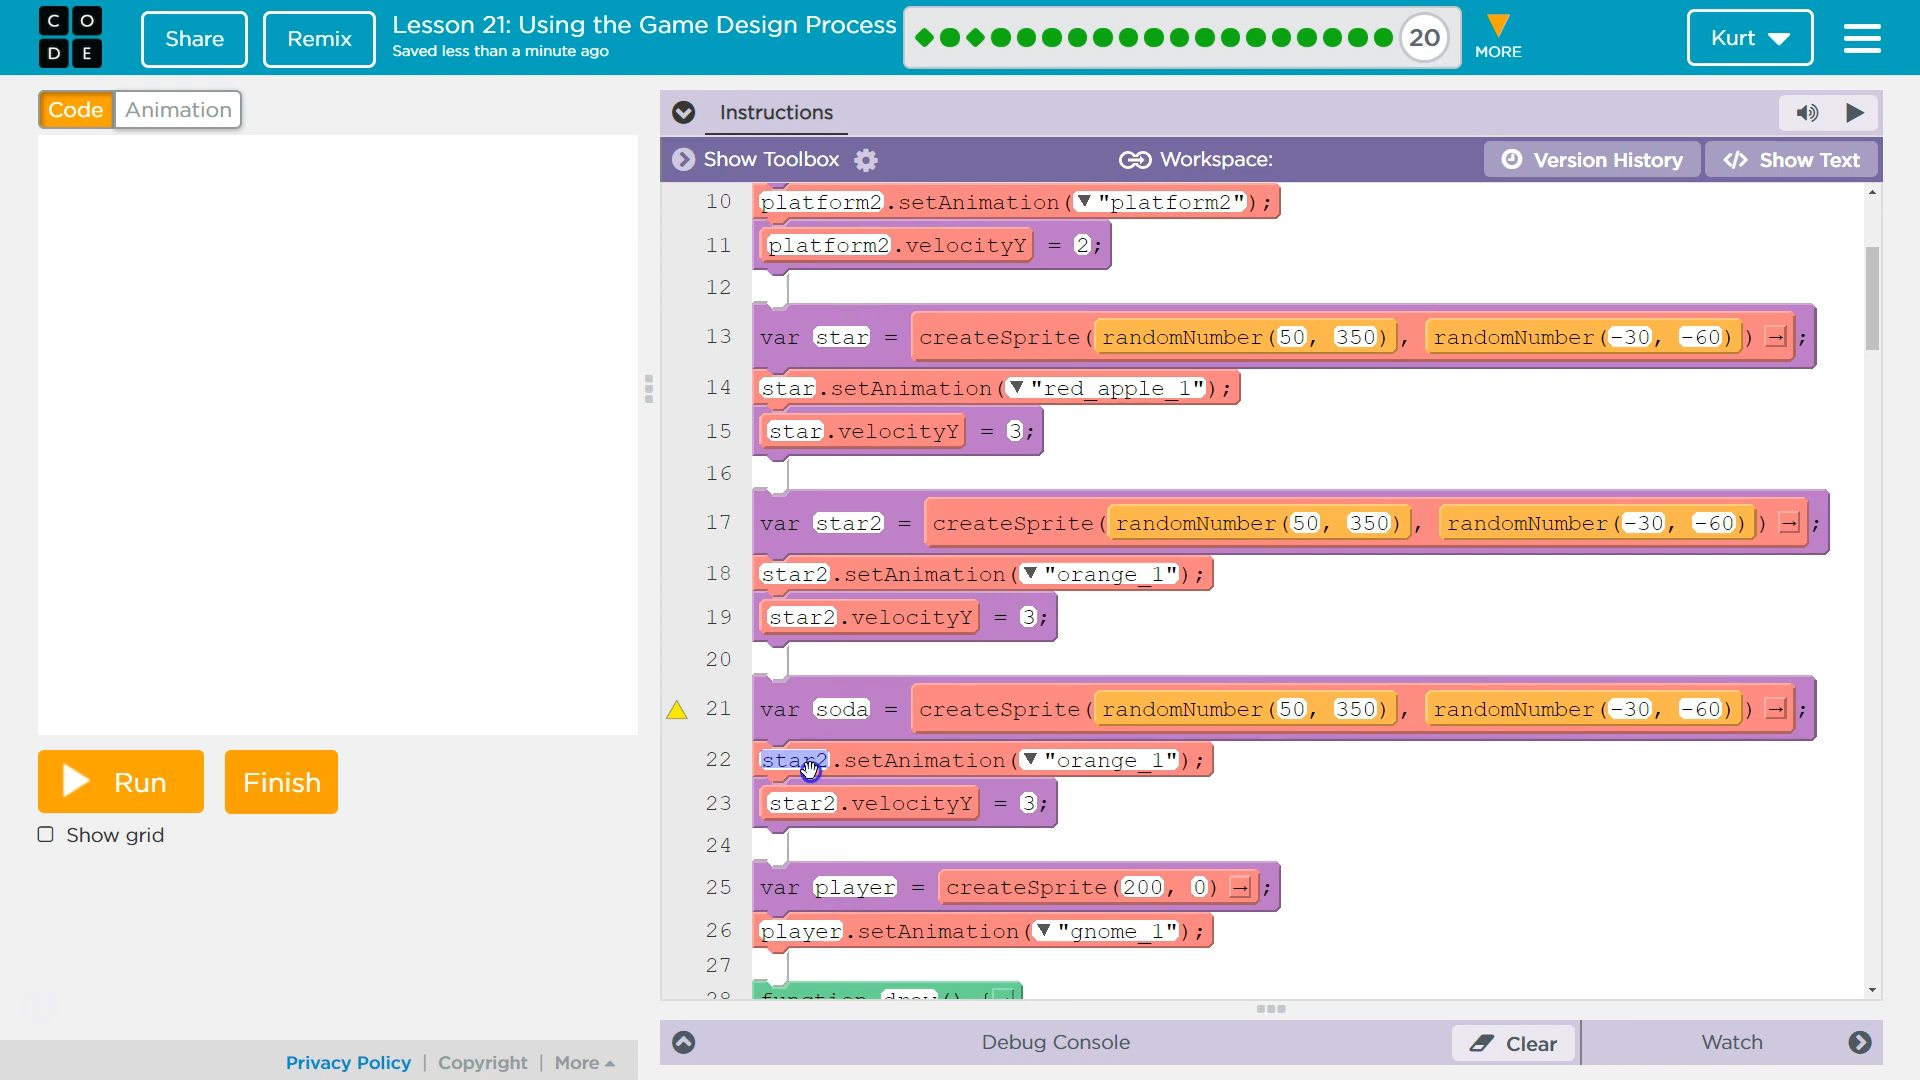 CODE
Share
Remix
Lesson 21: Using the Game Design Process
Saved less than a minute ago
20
MORE
Kurt
Code
Animation
Instructions
Show Toolbox
Workspace:
Version History
</> Show Text
10 platform2.setAnimation(▼ "platform2");
11 platform2.velocityY = 2;
12
13 var star = createSprite(randomNumber(50, 350), randomNumber(-30, -60)) → ;
14 star.setAnimation(▼ "red_apple_1");
15 star.velocityY = 3;
16
17 var star2 = createSprite(randomNumber(50, 350), randomNumber(-30, -60)) → ;
18 star2.setAnimation(▼ "orange_1");
19 star2.velocityY = 3;
20
21 var soda = createSprite(randomNumber(50, 350), randomNumber(-30, -60)) → ;
22 star2.setAnimation(▼ "orange_1");
23 star2.velocityY = 3;
24
25 var player = createSprite(200, 0) → ;
26 player.setAnimation(▼ "gnome_1");
27
28 function draw() {
Run
Finish
Show grid
Debug Console
Clear
Watch
Privacy Policy | Copyright | More